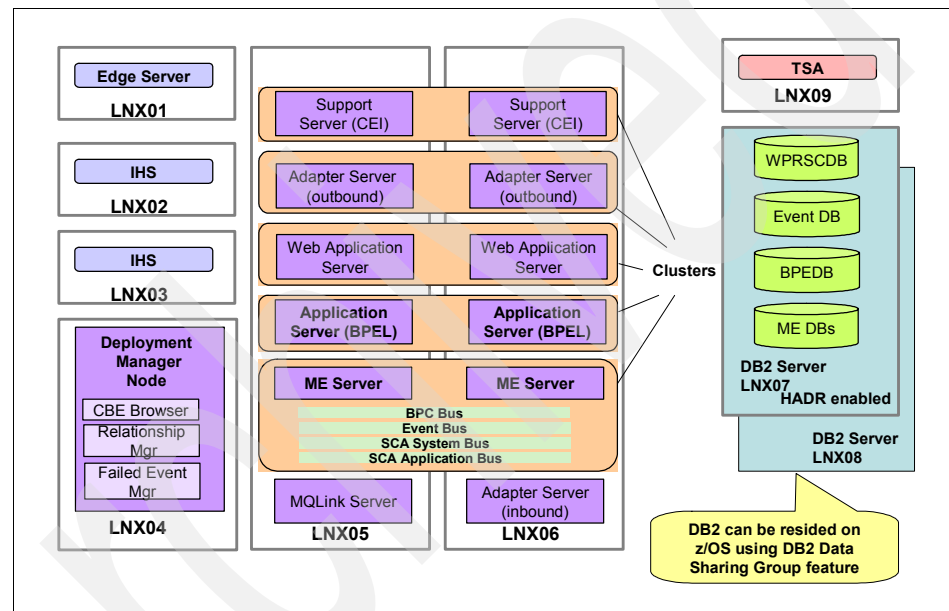 Edge Server
LNX01
IHS
LNX02
IHS
LNX03
Deployment
Manager
Node
CBE Browser
Relationship
Mgr
Failed Event
Mgr
LNX04
Support
Server (CEI)
Support
Server (CEI)
Adapter Server
(outbound)
Adapter Server
(outbound)
Web Application
Server
Web Application
Server
Application
Server (BPEL)
Application
Server (BPEL)
ME Server
ME Server
BPC Bus
Event Bus
SCA System Bus
SCA Application Bus
MQLink Server
LNX05
Adapter Server
(inbound)
LNX06
Clusters
TSA
LNX09
WPRSCDB
Event DB
BPEDB
ME DBs
DB2 Server
LNX07
HADR enabled
DB2 Server
LNX08
DB2 can be resided on
z/OS using DB2 Data
Sharing Group feature